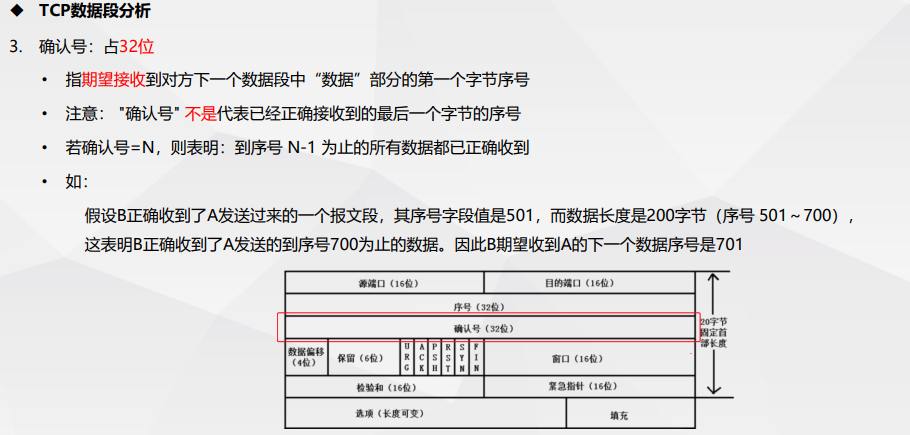 ◆ TCP数据段分析
3. 确认号：占32位
• 指期望接收到对方下一个数据段中“数据”部分的第一个字节序号
• 注意： "确认号" 不是代表已经正确接收到的最后一个字节的序号
• 若确认号=N，则表明：到序号 N-1 为止的所有数据都已正确收到
• 如：
假设B正确收到了A发送过来的一个报文段，其序号字段值是501，而数据长度是200字节（序号 501～700），
这表明B正确收到了A发送的到序号700为止的数据。因此B期望收到A的下一个数据序号是701
源端口（16位） 目的端口（16位）
序号（32位）
确认号（32位）
20字节
固定首
部长度
数据偏移
（4位）
保留（6位）
URG
ACK
PSH
RST
SYN
FIN
窗口（16位）
检验和（16位） 紧急指针（16位）
选项（长度可变） 填充